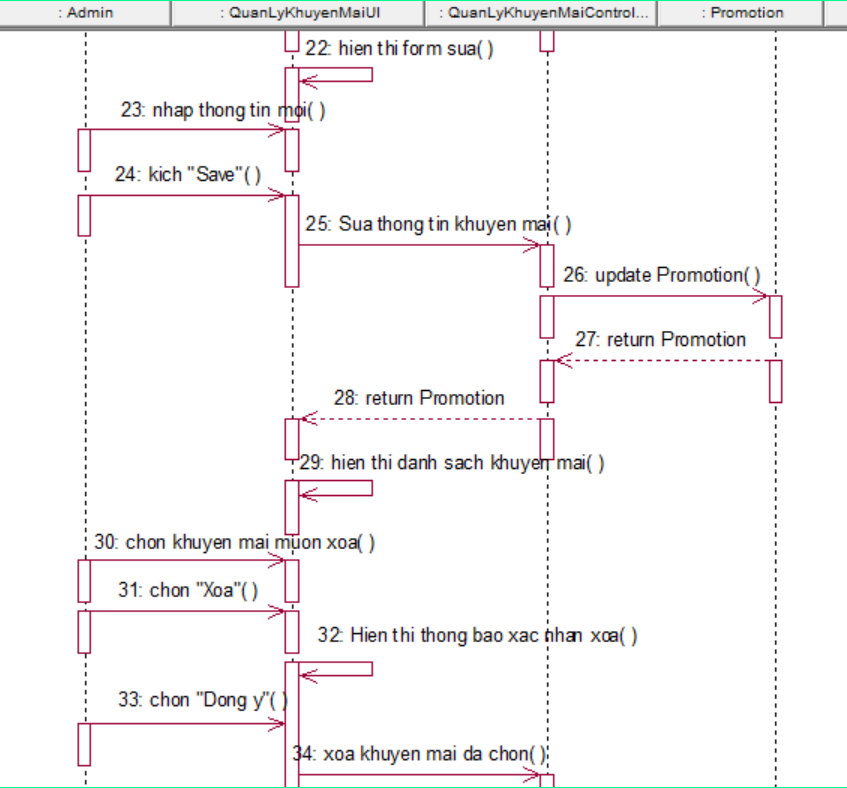 : Admin
: QuanLyKhuyenMaiUI
: QuanLyKhuyenMaiControl...
: Promotion
22: hien thi form sua( )
23: nhap thong tin moi( )
24: kich "Save"( )
25: Sua thong tin khuyen mai( )
26: update Promotion( )
27: return Promotion
28: return Promotion
29: hien thi danh sach khuyen mai( )
30: chon khuyen mai muon xoa( )
31: chon "Xoa"( )
32: Hien thi thong bao xac nhan xoa( )
33: chon "Dong y"( )
34: xoa khuyen mai da chon( )